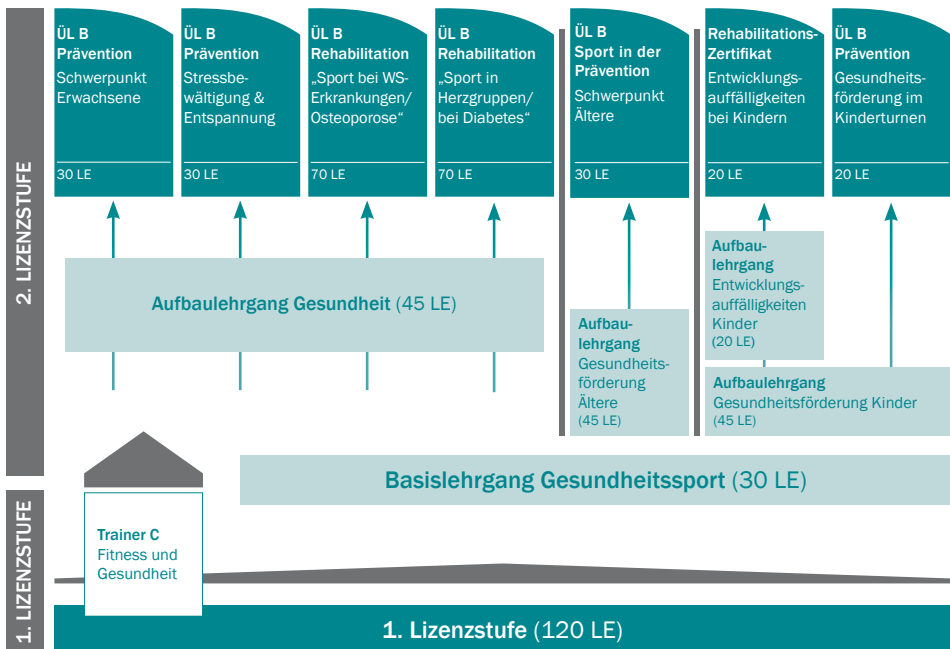 2. LIZENZSTUFE
ÜL B
Prävention
Schwerpunkt
Erwachsene
30 LE
ÜL B
Prävention
Stressbe-
wältigung &
Entspannung
30 LE
ÜL B
Rehabilitation
„Sport bei WS-
Erkrankungen/
Osteoporose“
70 LE
ÜL B
Rehabilitation
„Sport in
Herzgruppen/
bei Diabetes“
70 LE
ÜL B
Sport in der
Prävention
Schwerpunkt
Ältere
30 LE
Rehabilitations-
Zertifikat
Entwicklungs-
auffälligkeiten
bei Kindern
20 LE
ÜL B
Prävention
Gesundheits-
förderung im
Kinderturnen
20 LE
Aufbaulehrgang Gesundheit (45 LE)
Aufbau-
lehrgang
Gesundheits-
förderung
Ältere
(45 LE)
Aufbau-
lehrgang
Entwicklungs-
auffälligkeiten
Kinder
(20 LE)
Aufbaulehrgang
Gesundheitsförderung Kinder
(45 LE)
Basislehrgang Gesundheitssport (30 LE)
1. LIZENZSTUFE
Trainer C
Fitness und
Gesundheit
1. Lizenzstufe (120 LE)